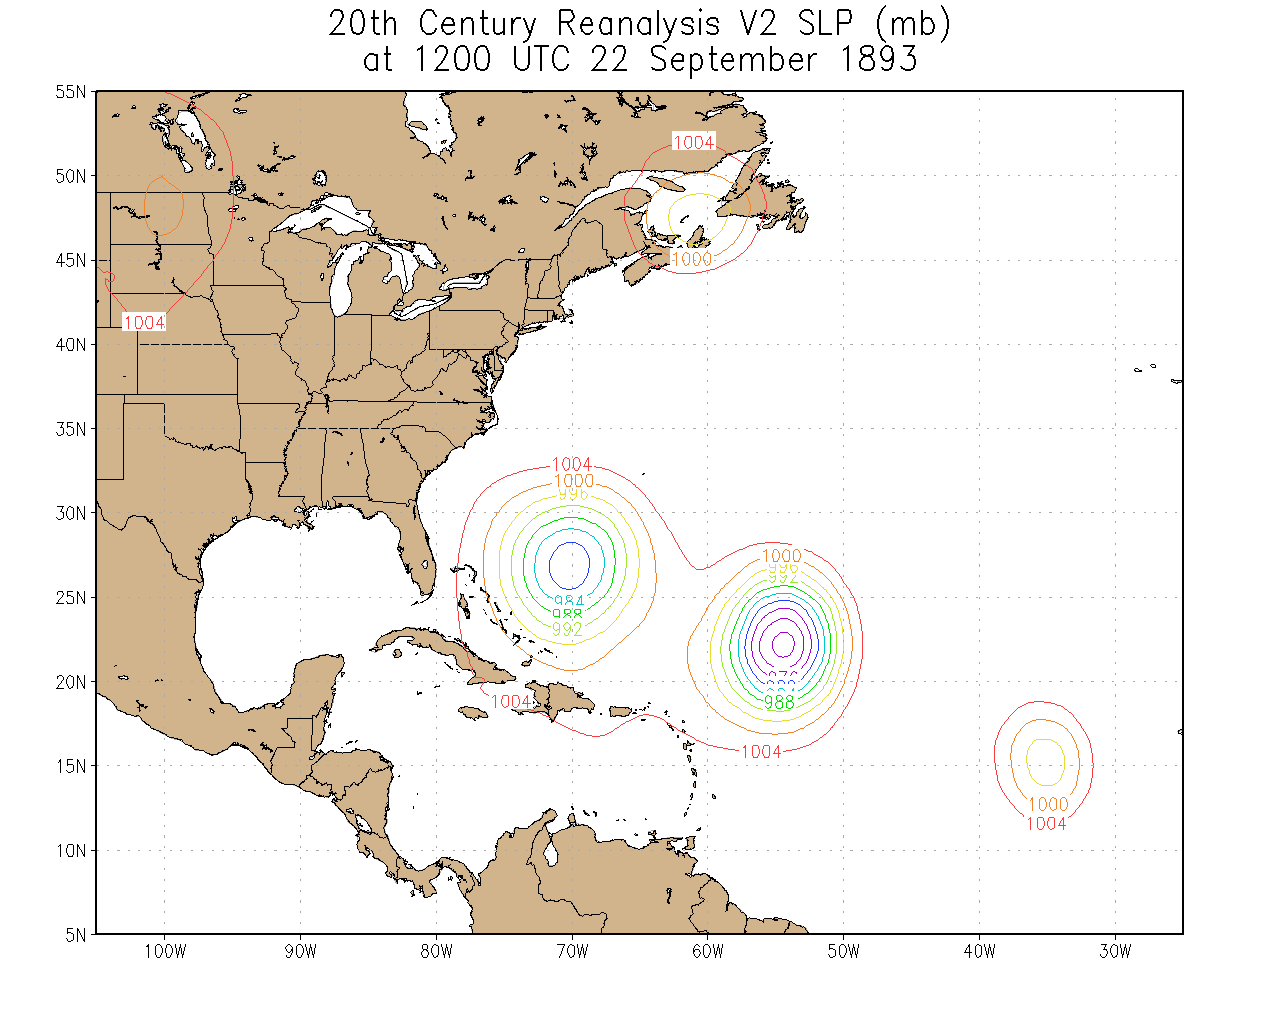 20th Century Reanalysis V2 SLP (mb)
at 1200 UTC 22 September 1893
55N
1004
50N
1000
45N
1004
40N
35N
1004
1000
996
30N
1000
996
992
25N
984
988
992
976
20N
1004
988
1004
15N
1000
1004
10N
5N
100W 90W 80W 70W 60W 50W 40W 30W